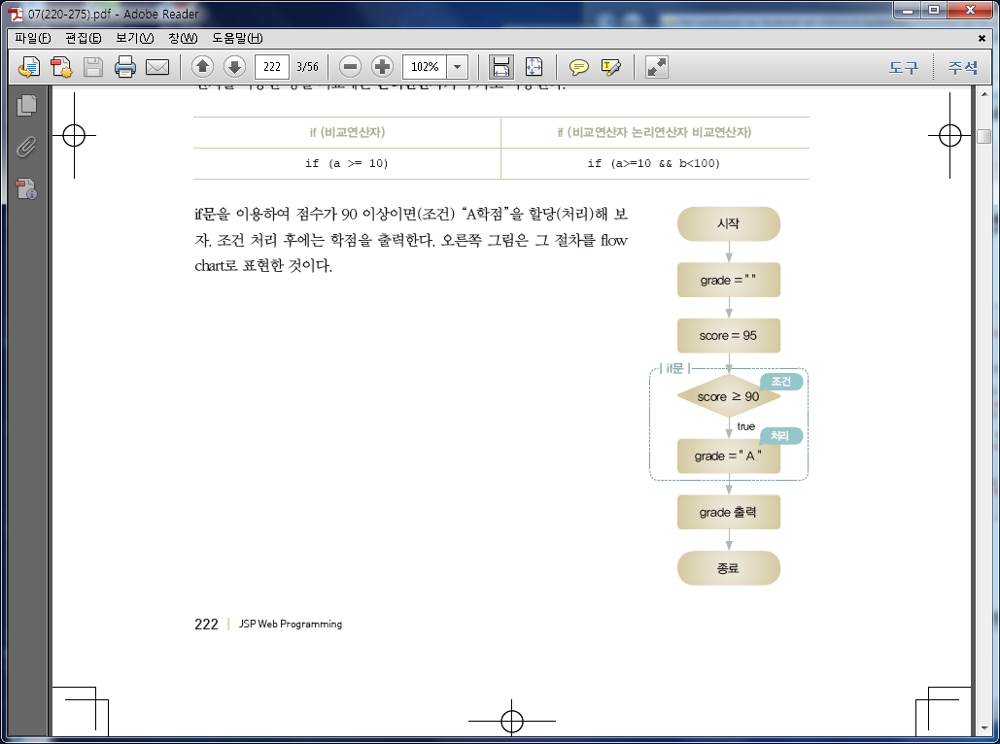 07(220-275).pdf - Adobe Reader
파일(F) 편집(E) 보기(V) 창(W) 도움말(H)
222 3/56 102% 도구 주석
if (비교연산자) if (비교연산자 논리연산자 비교연산자)
if (a >= 10) if (a>=10 && b<100)
if문을 이용하여 점수가 90 이상이면(조건) “A학점”을 할당(처리)해 보
자. 조건 처리 후에는 학점을 출력한다. 오른쪽 그림은 그 절차를 flow
chart로 표현한 것이다.
시작
grade = " "
score = 95
if문
조건
score ≥ 90
true
처리
grade = " A "
grade 출력
종료
222 | JSP Web Programming